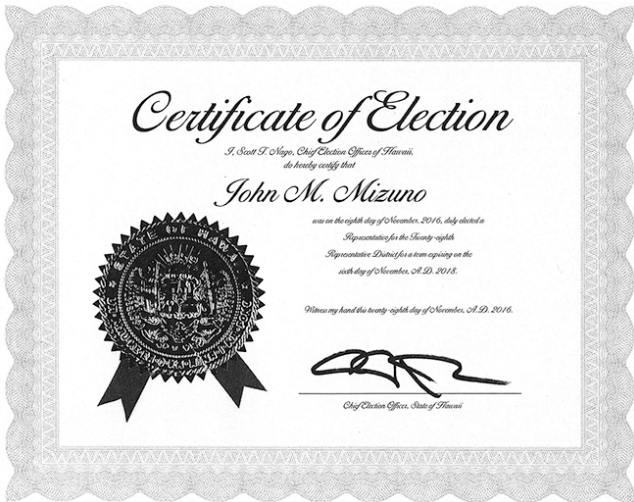 Certificate of Election
I, Scott T. Nago, Chief Election Officer of Hawaii,
do hereby certify that
John M. Mizuno
was on the eighth day of November, 2016, duly elected a
Representative for the Twenty-eighth
Representative District for a term expiring on the
sixth day of November, A.D. 2018.
Witness my hand this twenty-eighth day of November, A.D. 2016.
Chief Election Officer, State of Hawaii
STATE OF HAWAII